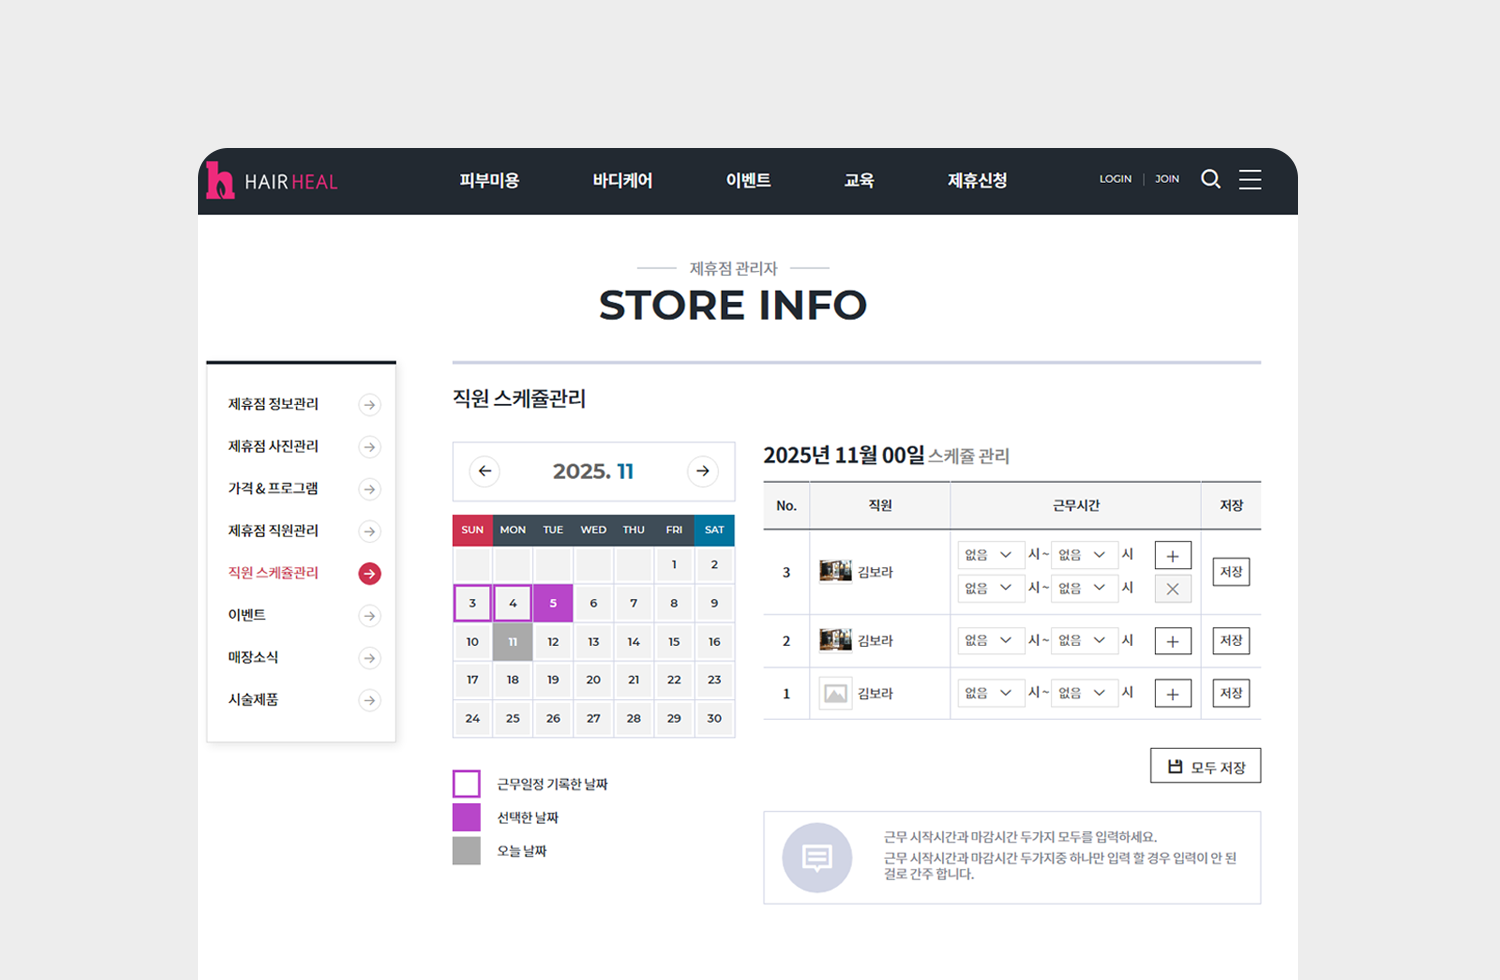 HAIR HEAL
피부미용 바디케어 이벤트 교육 제휴신청
LOGIN JOIN
제휴점 관리자
STORE INFO
제휴점 정보관리
제휴점 사진관리
가격 & 프로그램
제휴점 직원관리
직원 스케쥴관리
이벤트
매장소식
시술제품
직원 스케쥴관리
2025. 11
SUN MON TUE WED THU FRI SAT
1 2
3 4 5 6 7 8 9
10 11 12 13 14 15 16
17 18 19 20 21 22 23
24 25 26 27 28 29 30
근무일정 기록한 날짜
선택한 날짜
오늘 날짜
2025년 11월 00일 스케쥴 관리
No. 직원 근무시간 저장
3 김보라 없음 시 ~ 없음 시 저장
없음 시 ~ 없음 시
2 김보라 없음 시 ~ 없음 시 저장
1 김보라 없음 시 ~ 없음 시 저장
모두 저장
근무 시작시간과 마감시간 두가지 모두를 입력하세요.
근무 시작시간과 마감시간 두가지중 하나만 입력 할 경우 입력이 안 된
걸로 간주 합니다.